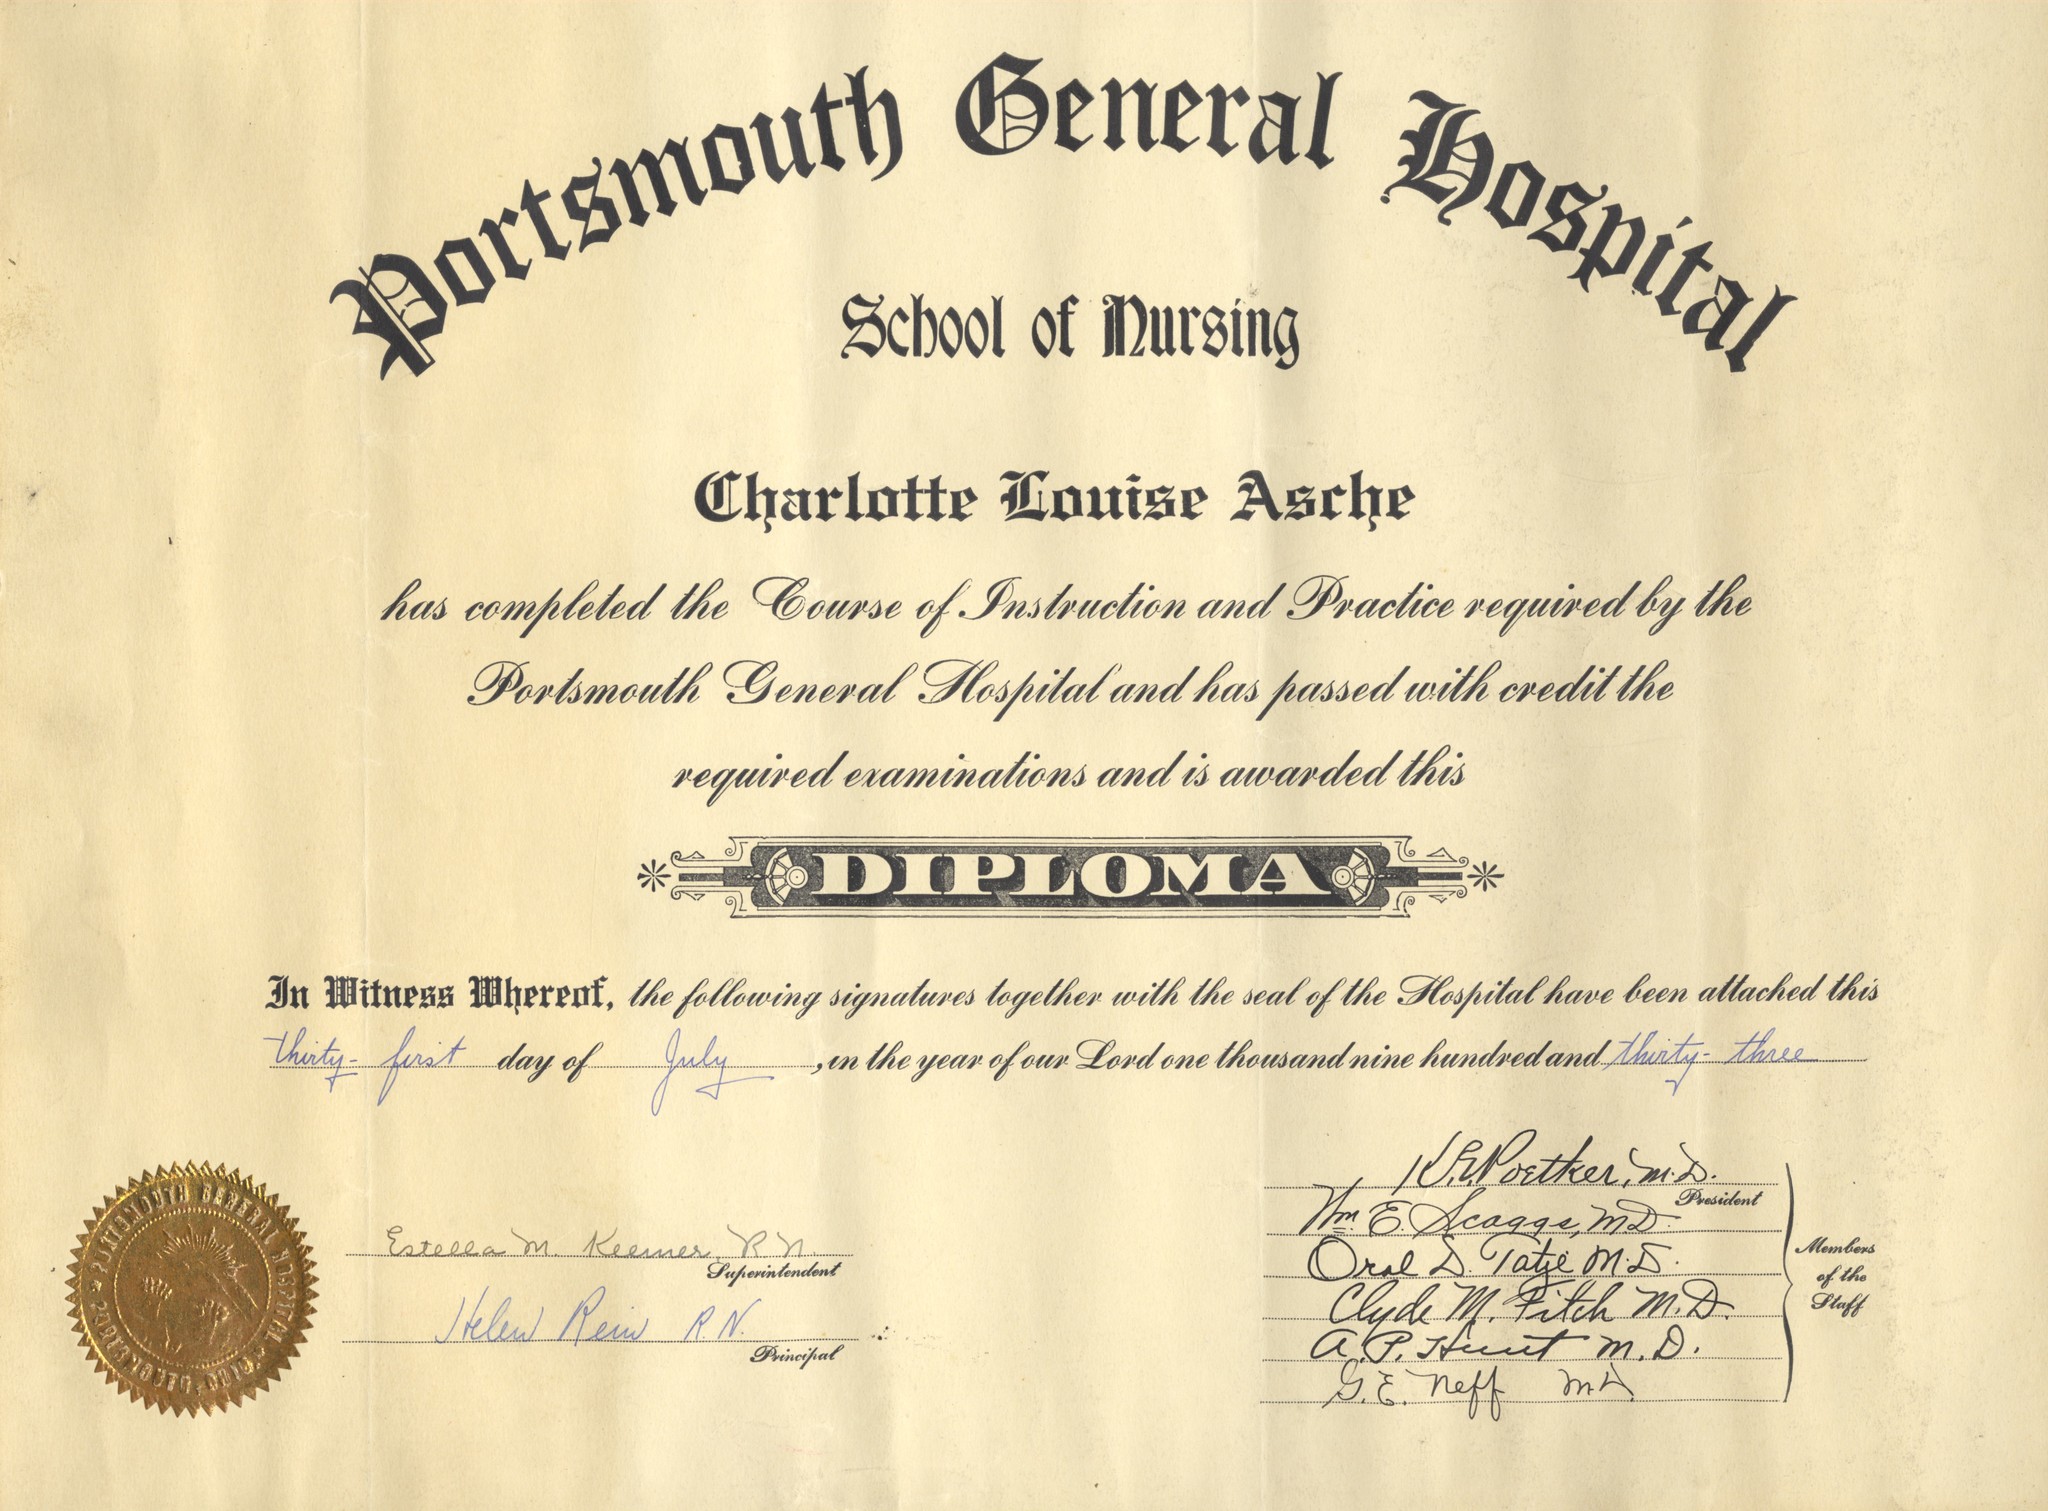 Portsmouth General Hospital
School of Nursing
Charlotte Louise Asche
has completed the Course of Instruction and Practice required by the
Portsmouth General Hospital and has passed with credit the
required examinations and is awarded this
DIPLOMA
In Witness Whereof, the following signatures together with the seal of the Hospital have been attached this
thirty-first day of July, in the year of our Lord one thousand nine hundred and thirty-three
PORTSMOUTH GENERAL HOSPITAL
Estella M. Keemer, R.N.
Superintendent
Helen Rein R.N.
Principal
Poetker, M.D.
President
Wm. E. Scaggs, M.D.
Oral D. Tatje M.D.
Clyde M. Fitch M.D.
A. P. Hunt M.D.
G. E. Neff M.D.
Members
of the
Staff